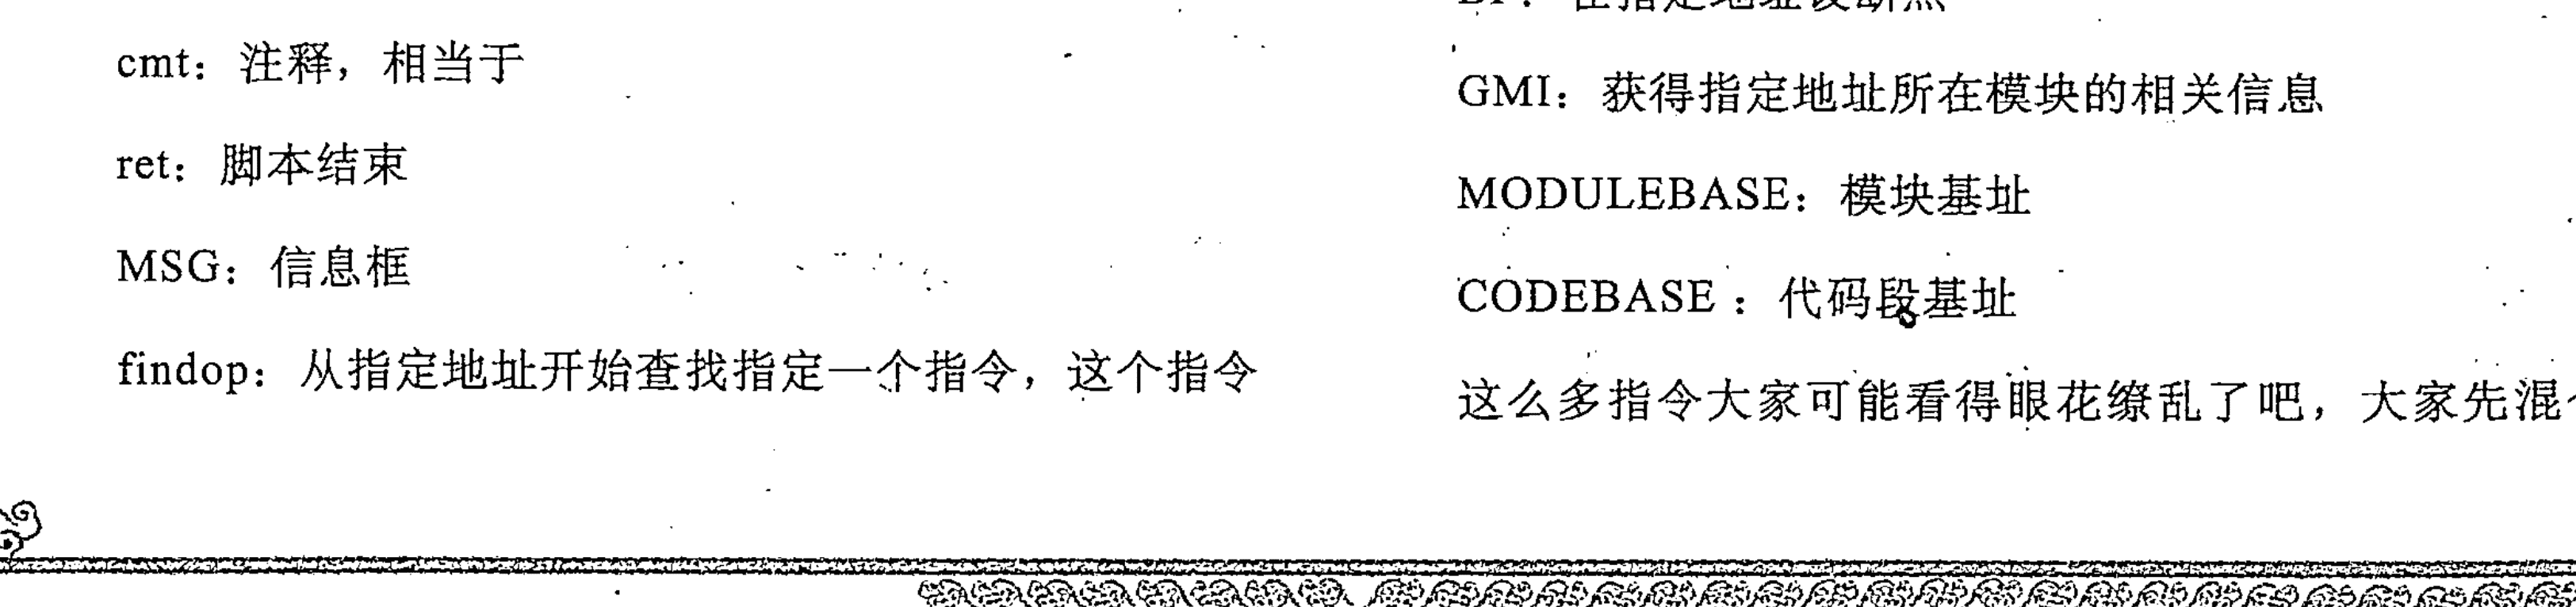 cmt：注释，相当于
ret：脚本结束
MSG：信息框
findop：从指定地址开始查找指定一个指令，这个指令
GMI：获得指定地址所在模块的相关信息
MODULEBASE：模块基址
CODEBASE：代码段基址
这么多指令大家可能看得眼花缭乱了吧，大家先混